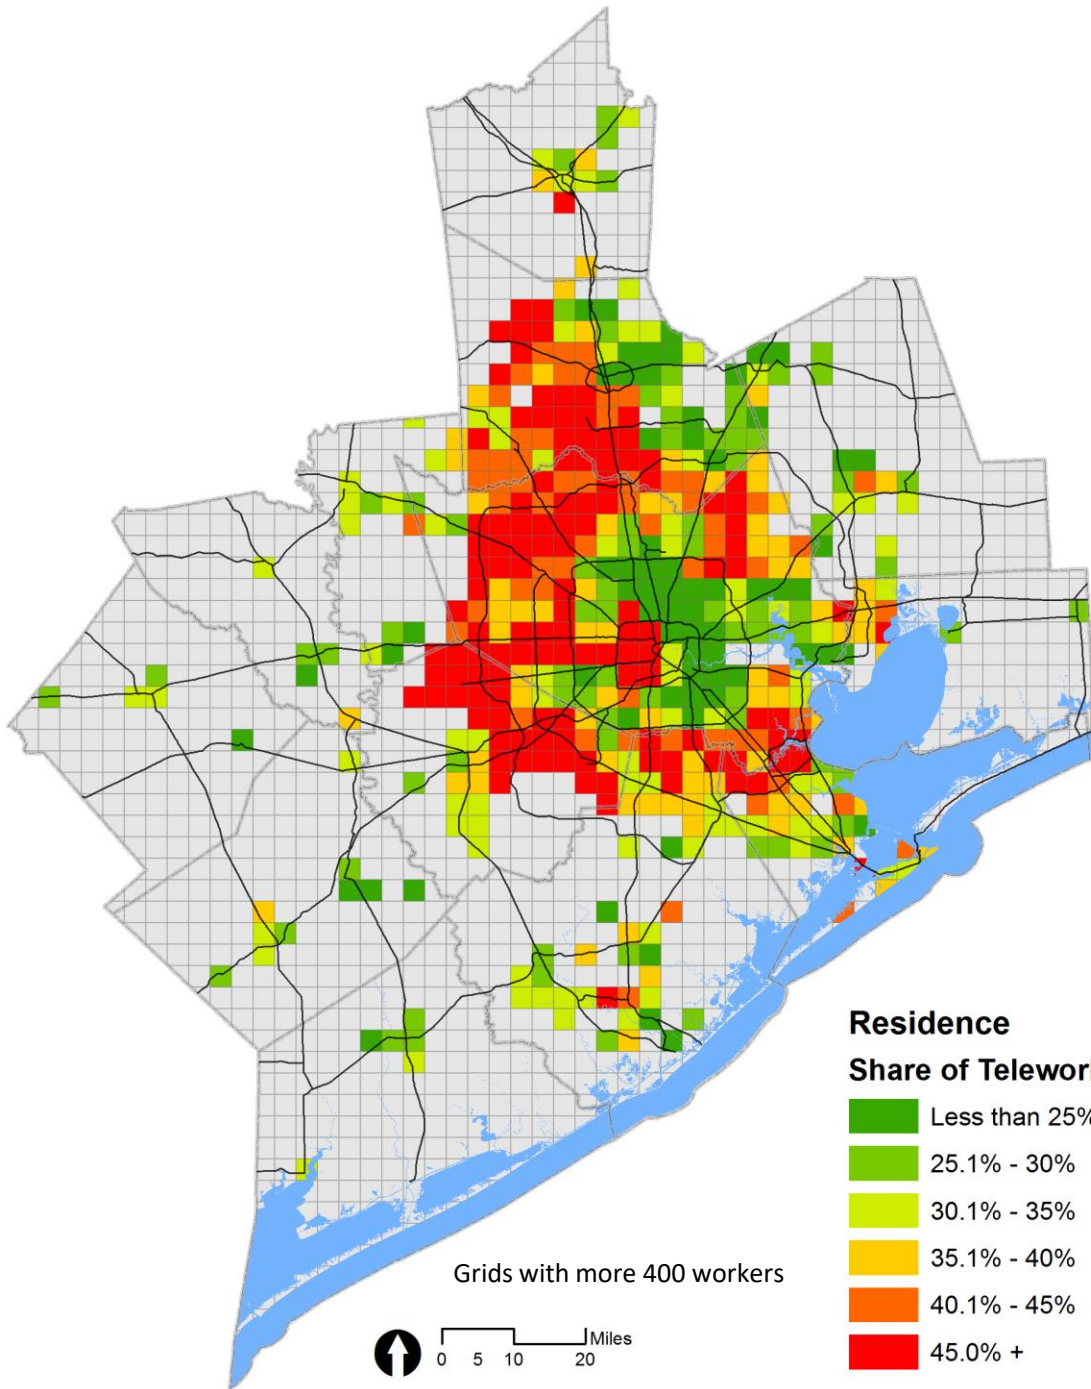 Residence
Share of Telework
Less than 25%
25.1% - 30%
30.1% - 35%
35.1% - 40%
40.1% - 45%
45.0% +
Grids with more 400 workers
Miles
0 5 10 20